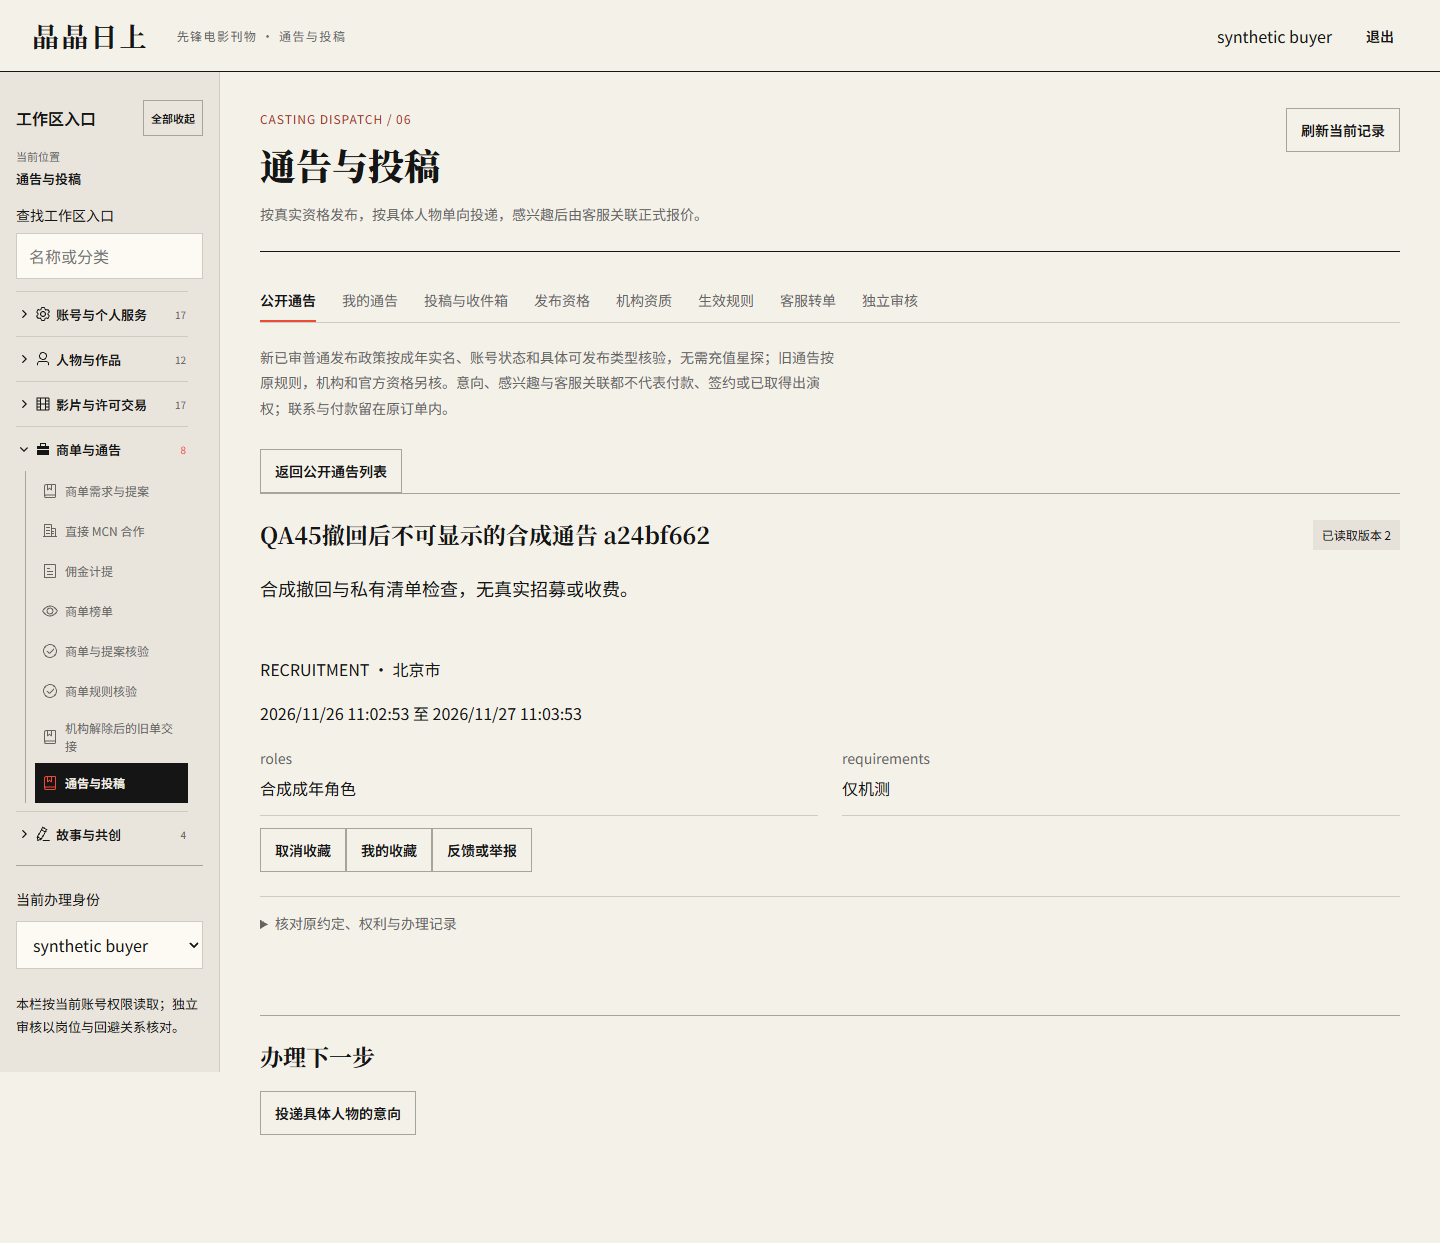 晶晶日上
先锋电影刊物 · 通告与投稿
synthetic buyer
退出
工作区入口
全部收起
当前位置
通告与投稿
查找工作区入口
名称或分类
账号与个人服务 17
人物与作品 12
影片与许可交易 17
商单与通告 8
商单需求与提案
直接 MCN 合作
佣金计提
商单榜单
商单与提案核验
商单规则核验
机构解除后的旧单交
接
通告与投稿
故事与共创 4
当前办理身份
synthetic buyer
本栏按当前账号权限读取；独立
审核以岗位与回避关系核对。
CASTING DISPATCH / 06
通告与投稿
按真实资格发布，按具体人物单向投递，感兴趣后由客服关联正式报价。
刷新当前记录
公开通告 我的通告 投稿与收件箱 发布资格 机构资质 生效规则 客服转单 独立审核
新已审普通发布政策按成年实名、账号状态和具体可发布类型核验，无需充值星探；旧通告按
原规则，机构和官方资格另核。意向、感兴趣与客服关联都不代表付款、签约或已取得出演
权；联系与付款留在原订单内。
返回公开通告列表
QA45撤回后不可显示的合成通告 a24bf662
已读取版本 2
合成撤回与私有清单检查，无真实招募或收费。
RECRUITMENT · 北京市
2026/11/26 11:02:53 至 2026/11/27 11:03:53
roles
合成成年角色
requirements
仅机测
取消收藏 我的收藏 反馈或举报
核对原约定、权利与办理记录
办理下一步
投递具体人物的意向